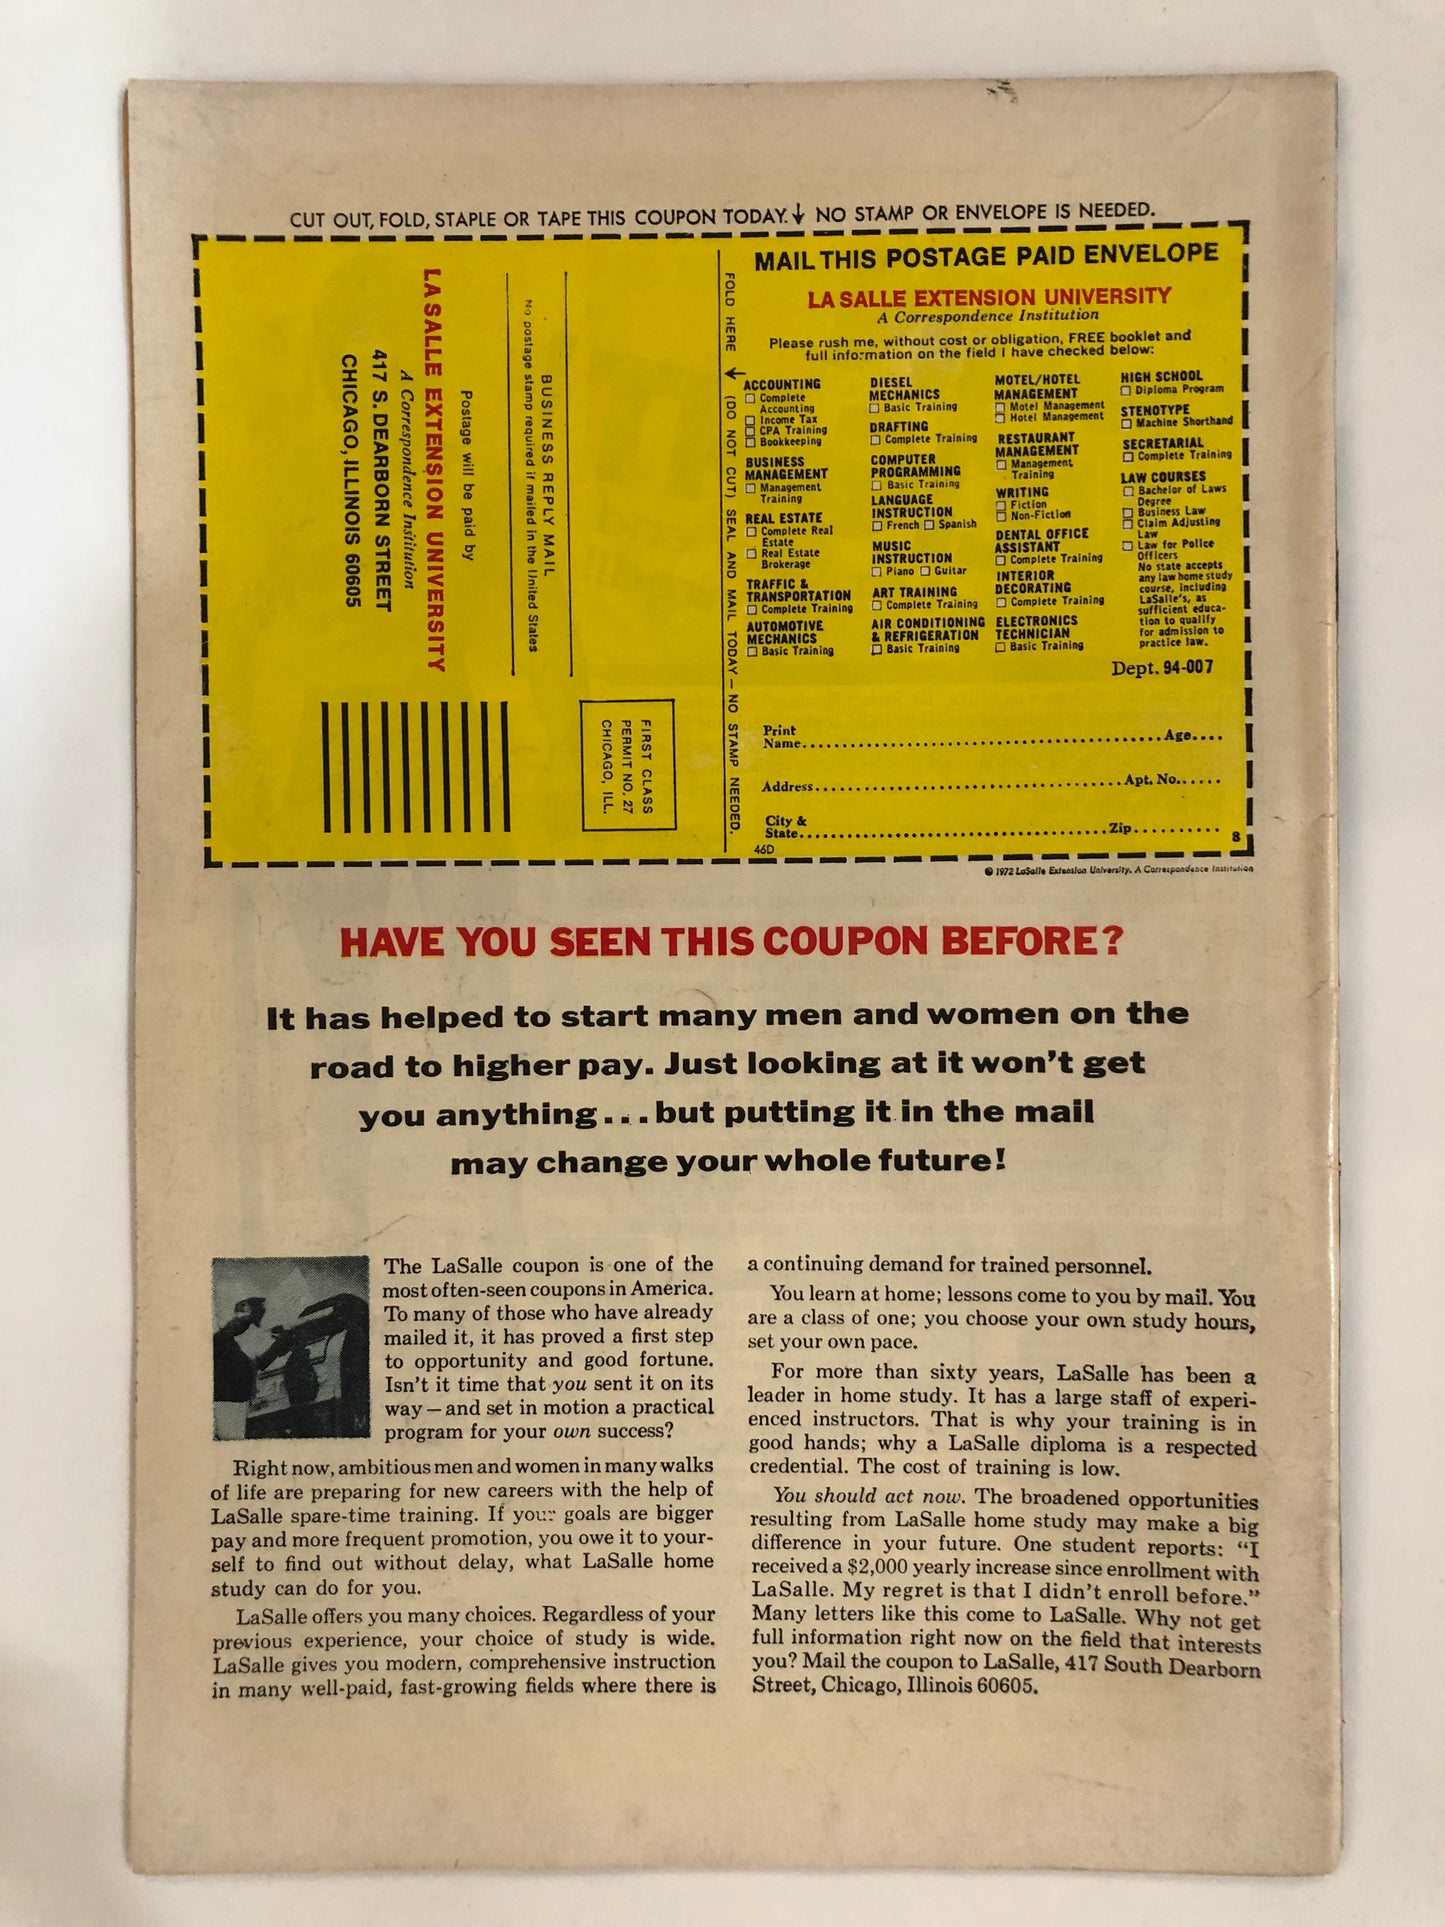 CUT OUT, FOLD, STAPLE OR TAPE THIS COUPON TODAY. ↓ NO STAMP OR ENVELOPE IS NEEDED.
LA SALLE EXTENSION UNIVERSITY
A Correspondence Institution
417 S. DEARBORN STREET
CHICAGO, ILLINOIS 60605
Postage will be paid by
No postage stamp required if mailed in the United States
BUSINESS REPLY MAIL
FIRST CLASS
PERMIT NO. 27
CHICAGO, ILL.
FOLD HERE ↑ (DO NOT CUT) SEAL AND MAIL TODAY — NO STAMP NEEDED.
MAIL THIS POSTAGE PAID ENVELOPE
LA SALLE EXTENSION UNIVERSITY
A Correspondence Institution
Please rush me, without cost or obligation, FREE booklet and
full information on the field I have checked below:
ACCOUNTING
☐ Complete
Accounting
☐ Income Tax
☐ CPA Training
☐ Bookkeeping
BUSINESS
MANAGEMENT
☐ Management
Training
REAL ESTATE
☐ Complete Real
Estate
☐ Real Estate
Brokerage
TRAFFIC &
TRANSPORTATION
☐ Complete Training
AUTOMOTIVE
MECHANICS
☐ Basic Training
DIESEL
MECHANICS
☐ Basic Training
DRAFTING
☐ Complete Training
COMPUTER
PROGRAMMING
☐ Basic Training
LANGUAGE
INSTRUCTION
☐ French ☐ Spanish
MUSIC
INSTRUCTION
☐ Piano ☐ Guitar
ART TRAINING
☐ Complete Training
AIR CONDITIONING
& REFRIGERATION
☐ Basic Training
MOTEL/HOTEL
MANAGEMENT
☐ Motel Management
☐ Hotel Management
RESTAURANT
MANAGEMENT
☐ Management
Training
WRITING
☐ Fiction
☐ Non-Fiction
DENTAL OFFICE
ASSISTANT
☐ Complete Training
INTERIOR
DECORATING
☐ Complete Training
ELECTRONICS
TECHNICIAN
☐ Basic Training
HIGH SCHOOL
☐ Diploma Program
STENOTYPE
☐ Machine Shorthand
SECRETARIAL
☐ Complete Training
LAW COURSES
☐ Bachelor of Laws
Degree
☐ Business Law
☐ Claim Adjusting
Law
☐ Law for Police
Officers
No state accepts
any law home study
course, including
LaSalle's, as
sufficient educa-
tion to qualify
for admission to
practice law.
Dept. 94-007
Print
Name........Age....
Address........Apt. No......
City &
State........Zip..........
46D
8
© 1972 LaSalle Extension University, A Correspondence Institution
HAVE YOU SEEN THIS COUPON BEFORE?
It has helped to start many men and women on the
road to higher pay. Just looking at it won't get
you anything...but putting it in the mail
may change your whole future!
The LaSalle coupon is one of the
most often-seen coupons in America.
To many of those who have already
mailed it, it has proved a first step
to opportunity and good fortune.
Isn't it time that you sent it on its
way — and set in motion a practical
program for your own success?
Right now, ambitious men and women in many walks
of life are preparing for new careers with the help of
LaSalle spare-time training. If your goals are bigger
pay and more frequent promotion, you owe it to your-
self to find out without delay, what LaSalle home
study can do for you.
LaSalle offers you many choices. Regardless of your
previous experience, your choice of study is wide.
LaSalle gives you modern, comprehensive instruction
in many well-paid, fast-growing fields where there is
a continuing demand for trained personnel.
You learn at home; lessons come to you by mail. You
are a class of one; you choose your own study hours,
set your own pace.
For more than sixty years, LaSalle has been a
leader in home study. It has a large staff of experi-
enced instructors. That is why your training is in
good hands; why a LaSalle diploma is a respected
credential. The cost of training is low.
You should act now. The broadened opportunities
resulting from LaSalle home study may make a big
difference in your future. One student reports: "I
received a $2,000 yearly increase since enrollment with
LaSalle. My regret is that I didn't enroll before."
Many letters like this come to LaSalle. Why not get
full information right now on the field that interests
you? Mail the coupon to LaSalle, 417 South Dearborn
Street, Chicago, Illinois 60605.